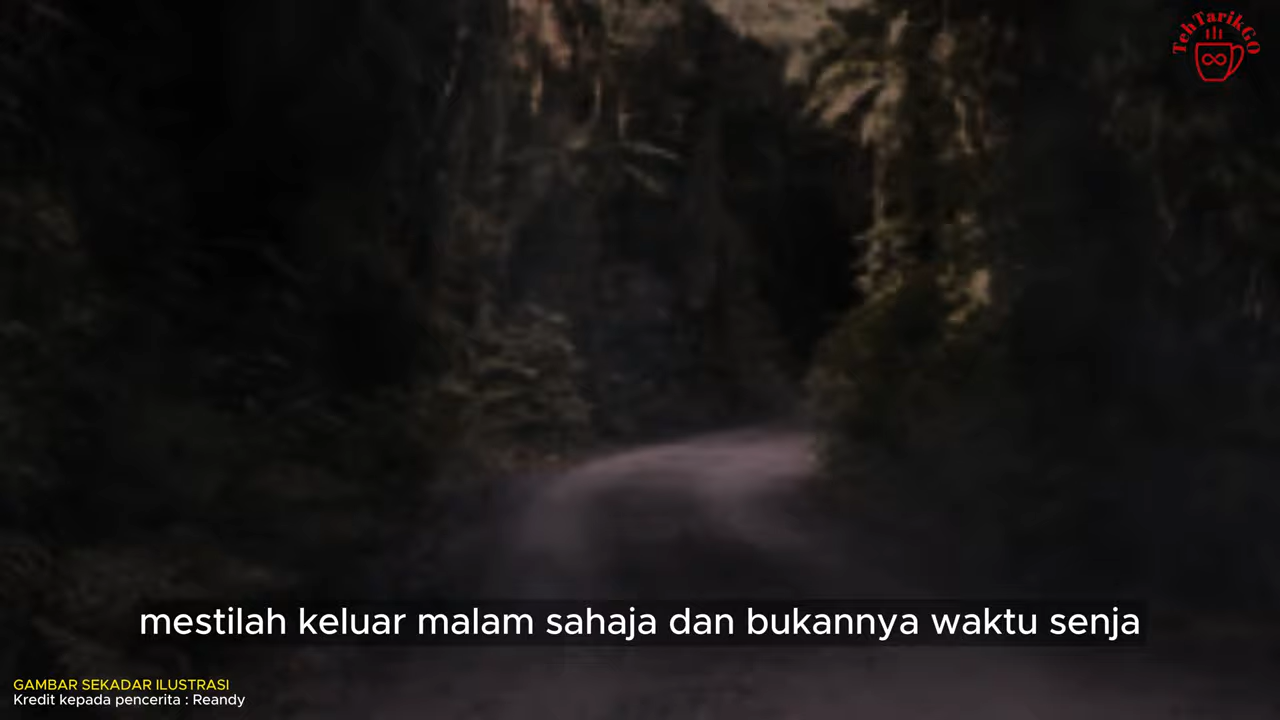 TehTarikGO
mestilah keluar malam sahaja dan bukannya waktu senja
GAMBAR SEKADAR ILUSTRASI
Kredit kepada pencerita : Reandy